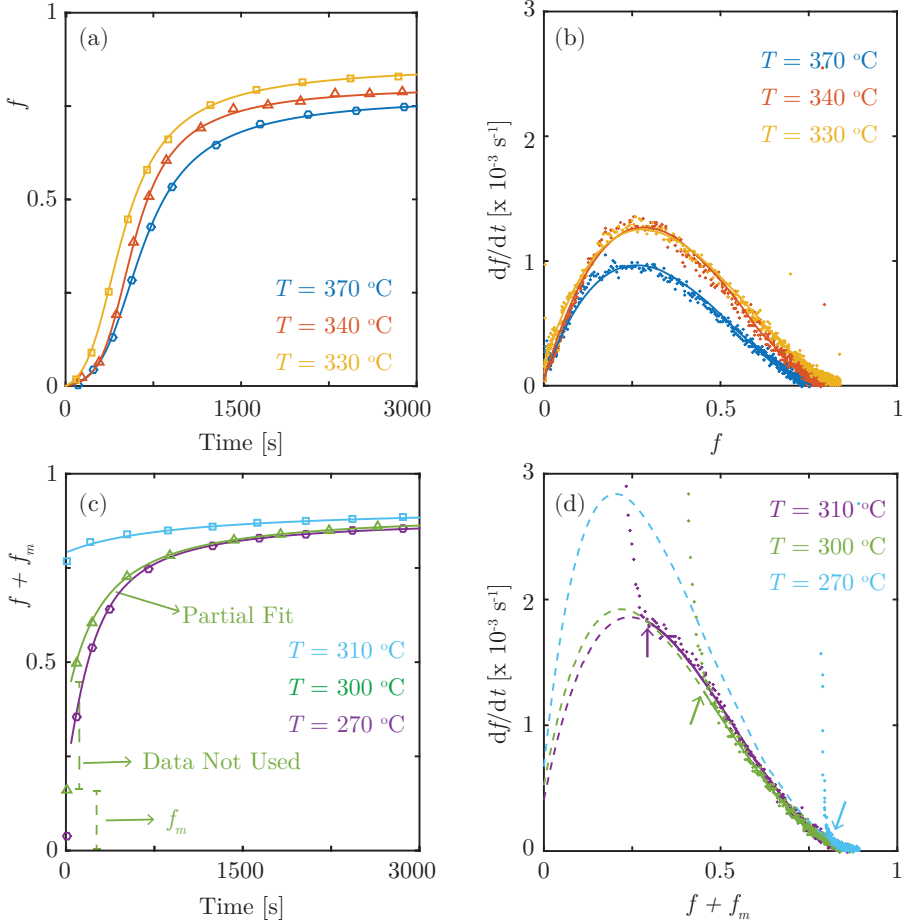 (a)
1
0.5
0
f
T = 370 °C
T = 340 °C
T = 330 °C
0
1500
3000
Time [s]
(b)
3
2
1
0
df/dt [x 10⁻³ s⁻¹]
T = 370 °C
T = 340 °C
T = 330 °C
0
0.5
1
f
(c)
1
0.5
0
f + fₘ
Partial Fit
T = 310 °C
T = 300 °C
T = 270 °C
Data Not Used
fₘ
0
1500
3000
Time [s]
(d)
3
2
1
0
df/dt [x 10⁻³ s⁻¹]
T = 310 °C
T = 300 °C
T = 270 °C
0
0.5
1
f + fₘ